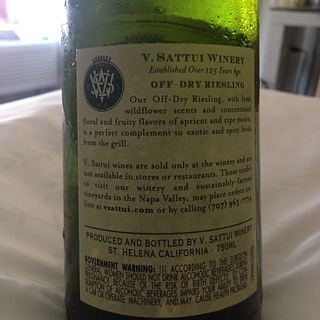 V. SATTUI WINERY
Established Over 125 Years Ago
OFF-DRY RIESLING
Our Off-Dry Riesling, with fresh
wildflower scents and concentrated
floral and fruity flavors of apricot and ripe melon,
is a perfect complement to exotic and spicy foods
from the grill.
V. Sattui wines are sold only at the winery and are
not available in stores or restaurants. Those unable
to visit our winery and sustainably-farmed
vineyards in the Napa Valley, may place orders on-
line at vsattui.com or by calling (707) 963-7774
PRODUCED AND BOTTLED BY V. SATTUI WINERY
ST. HELENA CALIFORNIA - 750ML
GOVERNMENT WARNING: (1) ACCORDING TO THE SURGEON
GENERAL WOMEN SHOULD NOT DRINK ALCOHOLIC BEVERAGES DURING
PREGNANCY BECAUSE OF THE RISK OF BIRTH DEFECTS. (2) CON-
SUMPTION OF ALCOHOLIC BEVERAGES IMPAIRS YOUR ABILITY TO DRIVE
A CAR OR OPERATE MACHINERY, AND MAY CAUSE HEALTH PROBLEMS.